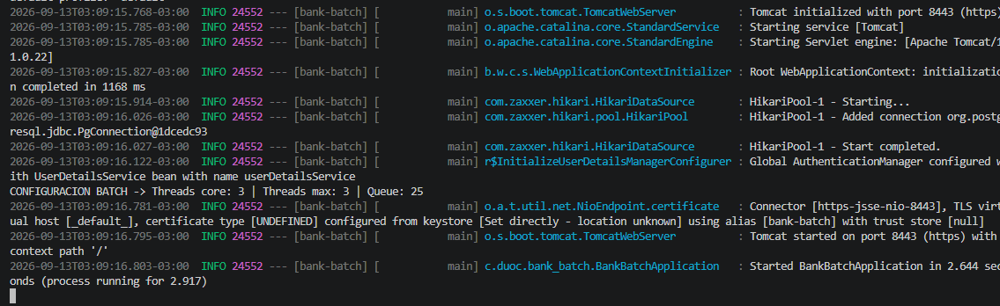 2026-09-13T03:09:15.768-03:00  INFO 24552 --- [bank-batch] [           main] o.s.boot.tomcat.TomcatWebServer          : Tomcat initialized with port 8443 (https)
2026-09-13T03:09:15.785-03:00  INFO 24552 --- [bank-batch] [           main] o.apache.catalina.core.StandardService   : Starting service [Tomcat]
2026-09-13T03:09:15.785-03:00  INFO 24552 --- [bank-batch] [           main] o.apache.catalina.core.StandardEngine    : Starting Servlet engine: [Apache Tomcat/1
1.0.22]
2026-09-13T03:09:15.827-03:00  INFO 24552 --- [bank-batch] [           main] b.w.c.s.WebApplicationContextInitializer : Root WebApplicationContext: initializatio
n completed in 1168 ms
2026-09-13T03:09:15.914-03:00  INFO 24552 --- [bank-batch] [           main] com.zaxxer.hikari.HikariDataSource       : HikariPool-1 - Starting...
2026-09-13T03:09:16.026-03:00  INFO 24552 --- [bank-batch] [           main] com.zaxxer.hikari.pool.HikariPool        : HikariPool-1 - Added connection org.postg
resql.jdbc.PgConnection@1dcedc93
2026-09-13T03:09:16.027-03:00  INFO 24552 --- [bank-batch] [           main] com.zaxxer.hikari.HikariDataSource       : HikariPool-1 - Start completed.
2026-09-13T03:09:16.122-03:00  INFO 24552 --- [bank-batch] [           main] r$InitializeUserDetailsManagerConfigurer : Global AuthenticationManager configured w
ith UserDetailsService bean with name userDetailsService
CONFIGURACION BATCH -> Threads core: 3 | Threads max: 3 | Queue: 25
2026-09-13T03:09:16.781-03:00  INFO 24552 --- [bank-batch] [           main] o.a.t.util.net.NioEndpoint.certificate   : Connector [https-jsse-nio-8443], TLS virt
ual host [_default_], certificate type [UNDEFINED] configured from keystore [Set directly - location unknown] using alias [bank-batch] with trust store [null]
2026-09-13T03:09:16.795-03:00  INFO 24552 --- [bank-batch] [           main] o.s.boot.tomcat.TomcatWebServer          : Tomcat started on port 8443 (https) with
context path '/'
2026-09-13T03:09:16.803-03:00  INFO 24552 --- [bank-batch] [           main] c.duoc.bank_batch.BankBatchApplication   : Started BankBatchApplication in 2.644 sec
onds (process running for 2.917)